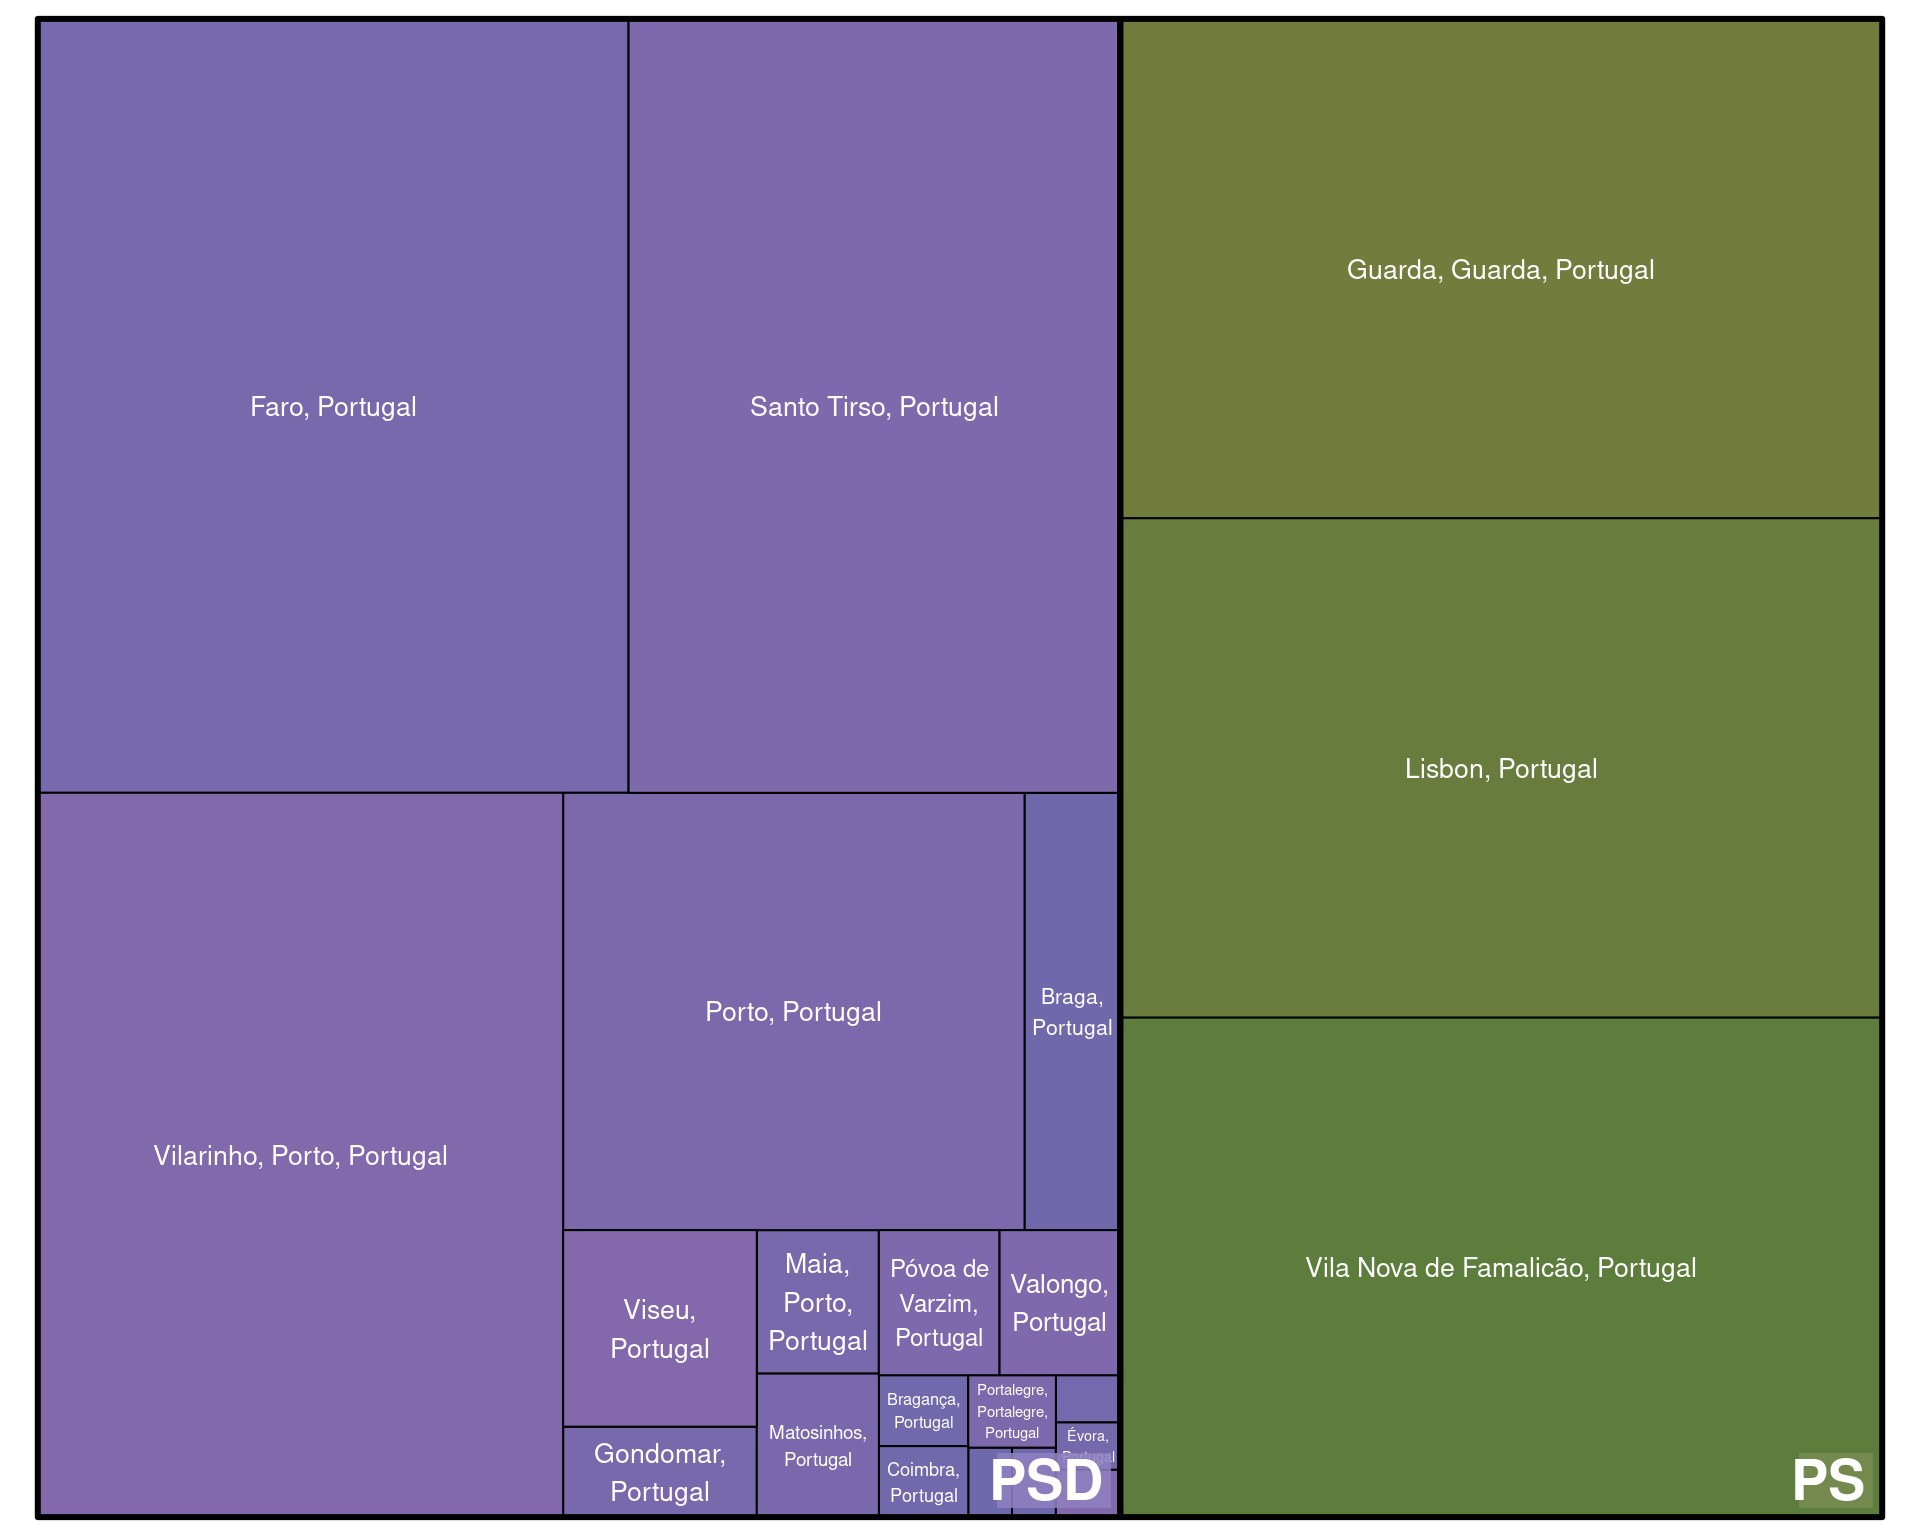 Faro, Portugal
Santo Tirso, Portugal
Guarda, Guarda, Portugal
Lisbon, Portugal
Vila Nova de Famalicão, Portugal
Vilarinho, Porto, Portugal
Porto, Portugal
Braga,
Portugal
Viseu,
Portugal
Gondomar,
Portugal
Maia,
Porto,
Portugal
Matosinhos,
Portugal
Póvoa de
Varzim,
Portugal
Valongo,
Portugal
Bragança,
Portugal
Coimbra,
Portugal
Portalegre,
Portalegre,
Portugal
Évora,
Portugal
PSD
PS